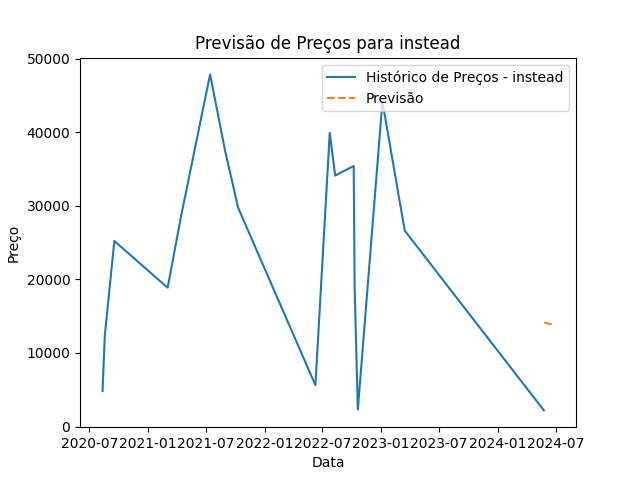 Previsão de Preços para instead
Histórico de Preços - instead
Previsão
50000
40000
30000
20000
10000
0
Preço
2020-07 2021-01 2021-07 2022-01 2022-07 2023-01 2023-07 2024-01 2024-07
Data